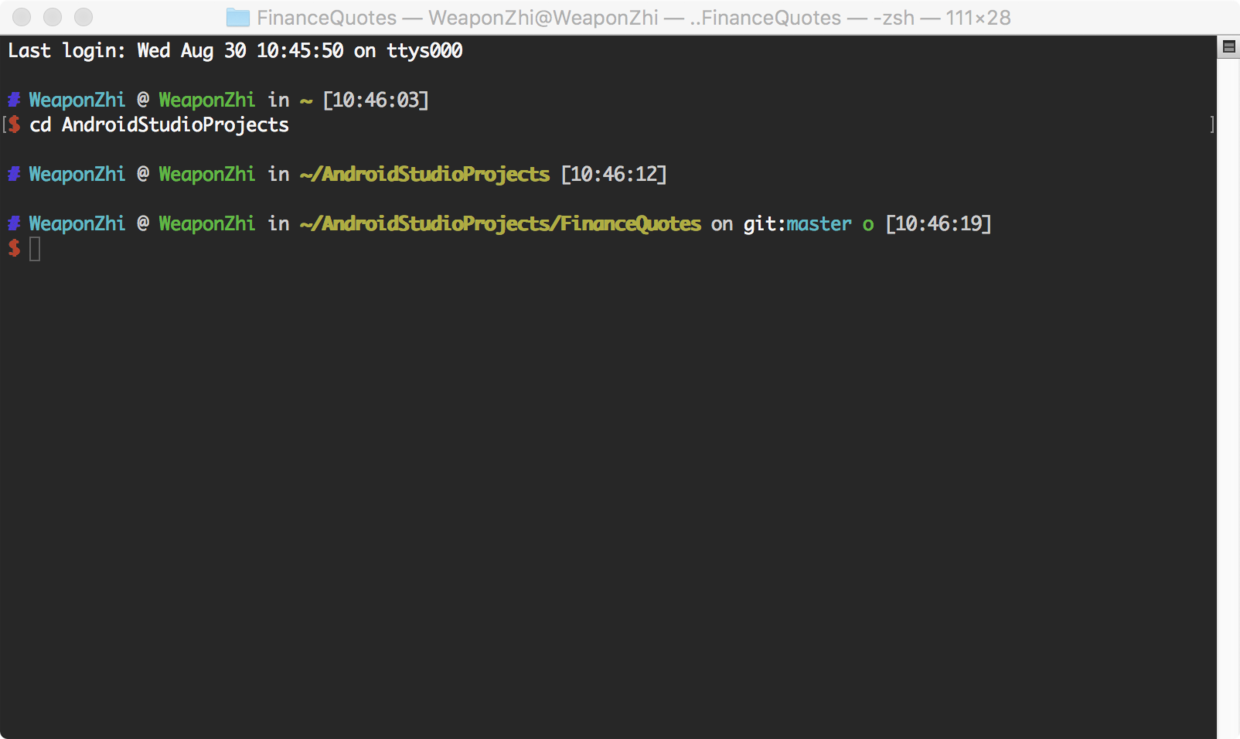 FinanceQuotes — WeaponZhi@WeaponZhi — ..FinanceQuotes — -zsh — 111×28
Last login: Wed Aug 30 10:45:50 on ttys000
# WeaponZhi @ WeaponZhi in ~ [10:46:03]
[$ cd AndroidStudioProjects ]
# WeaponZhi @ WeaponZhi in ~/AndroidStudioProjects [10:46:12]
# WeaponZhi @ WeaponZhi in ~/AndroidStudioProjects/FinanceQuotes on git:master o [10:46:19]
$